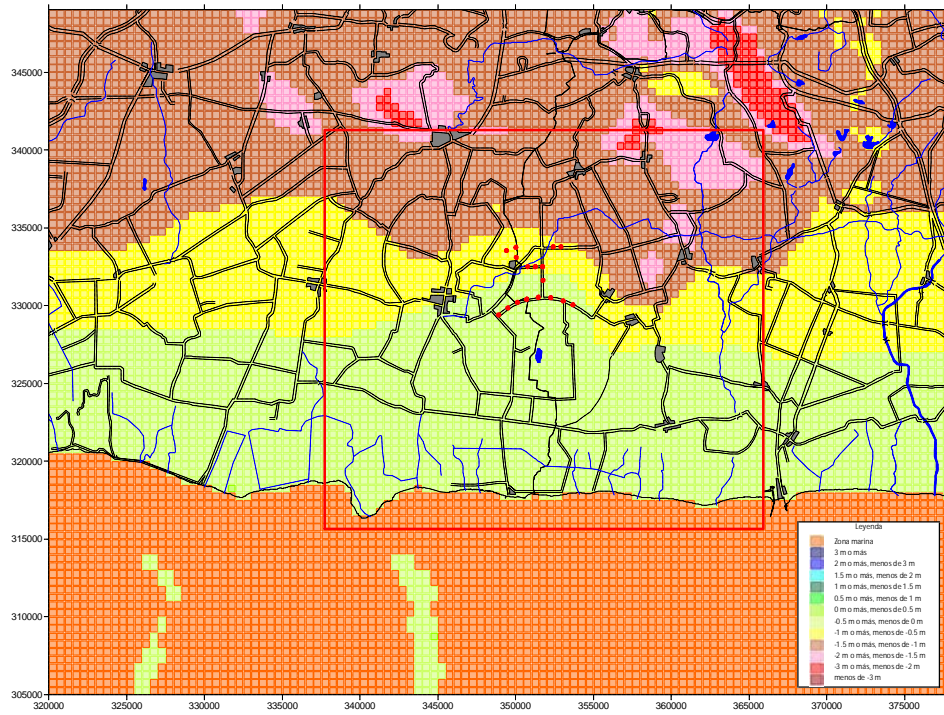 345000
340000
335000
330000
325000
320000
315000
310000
305000
320000
325000
330000
335000
340000
345000
350000
355000
360000
365000
370000
375000
Leyenda
Zona marina
3 m o más
2 m o más, menos de 3 m
1.5 m o más, menos de 2 m
1 m o más, menos de 1.5 m
0.5 m o más, menos de 1 m
0 m o más, menos de 0.5 m
-0.5 m o más, menos de 0 m
-1 m o más, menos de -0.5 m
-1.5 m o más, menos de -1 m
-2 m o más, menos de -1.5 m
-3 m o más, menos de -2 m
menos de -3 m